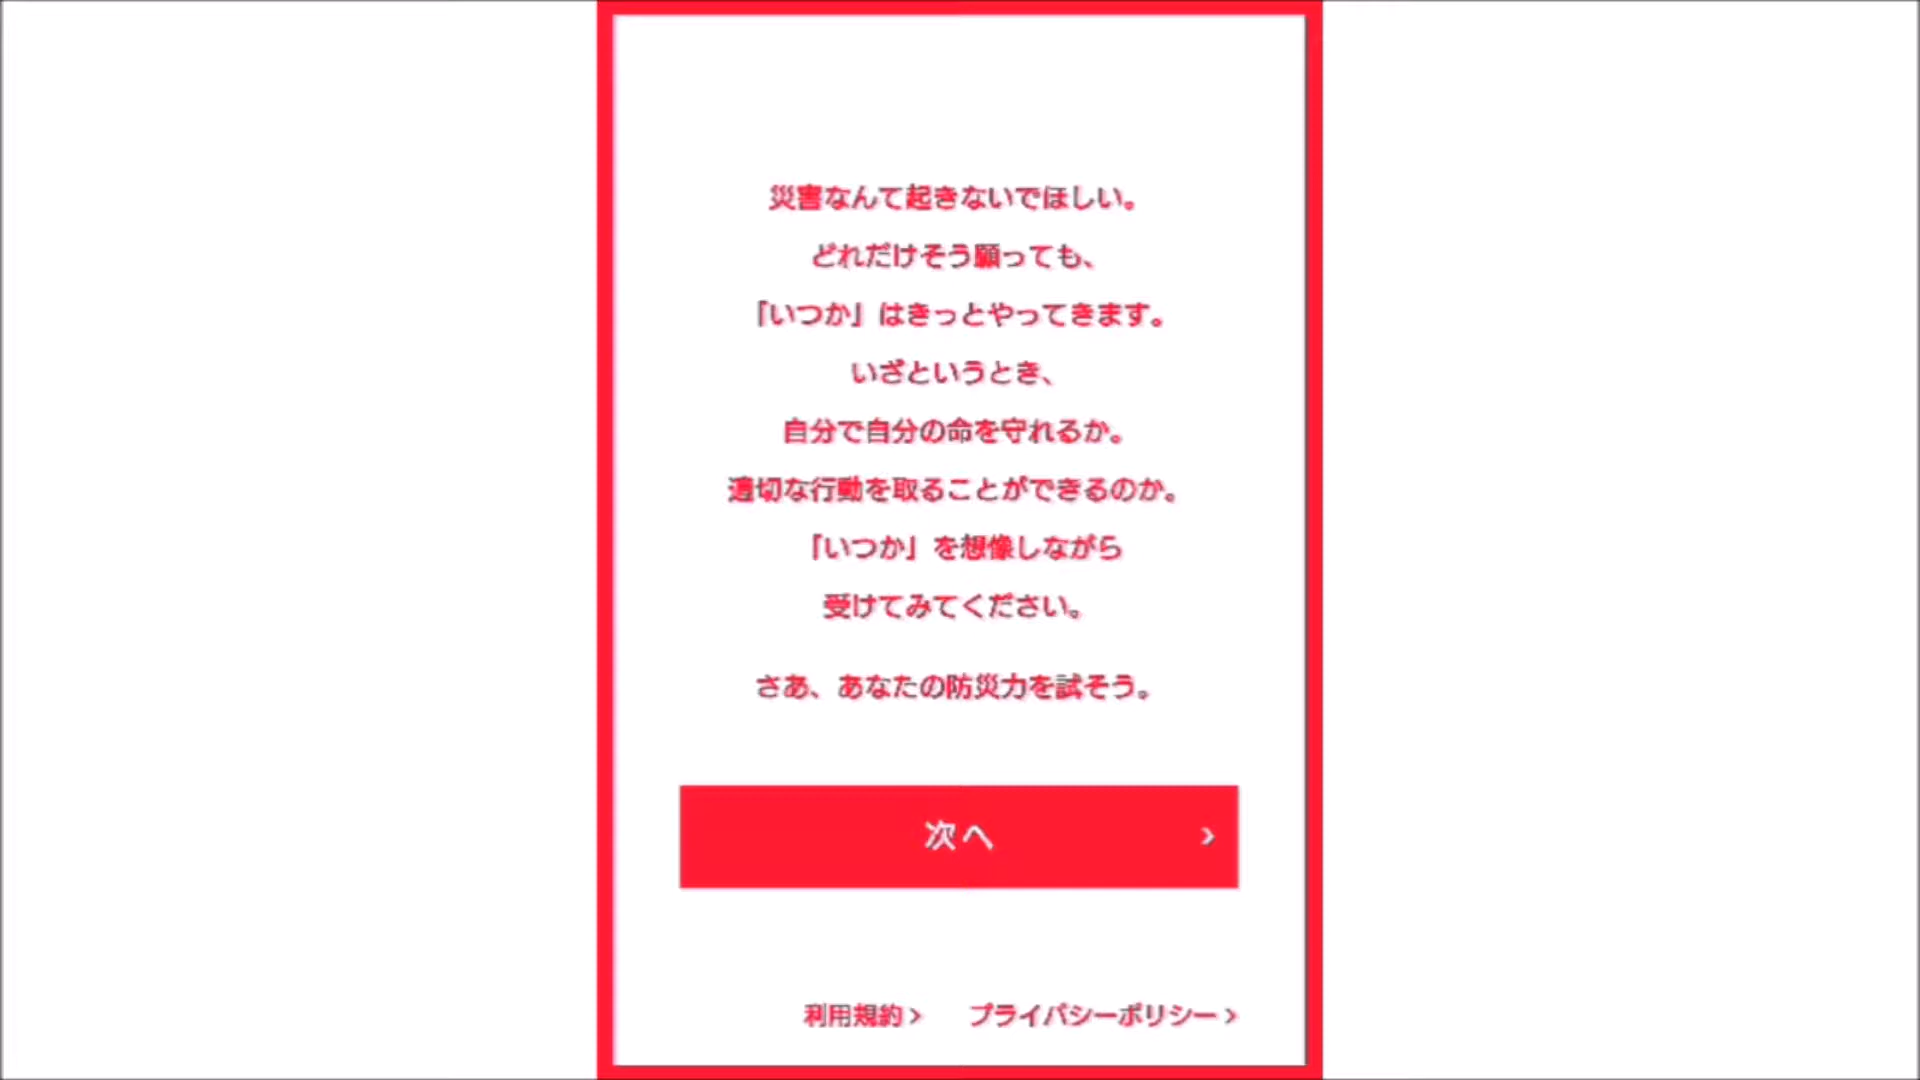 災害なんて起きないでほしい。
どれだけそう願っても、
「いつか」はきっとやってきます。
いざというとき、
自分で自分の命を守れるか。
適切な行動を取ることができるのか。
「いつか」を想像しながら
受けてみてください。
さあ、あなたの防災力を試そう。
次へ >
利用規約 > プライバシーポリシー >